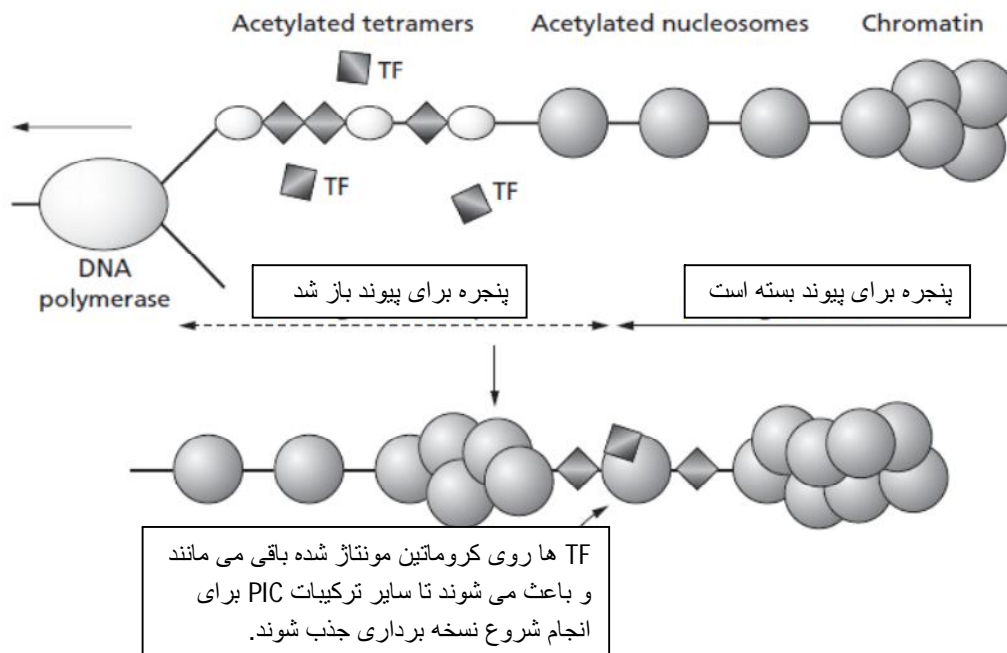 Acetylated tetramers
Acetylated nucleosomes
Chromatin
TF
TF
TF
DNA
polymerase
پنجره برای پیوند باز شد
پنجره برای پیوند بسته است
TF ها روی کروماتین مونتاژ شده باقی می مانند
و باعث می شوند تا سایر ترکیبات PIC برای
انجام شروع نسخه برداری جذب شوند.